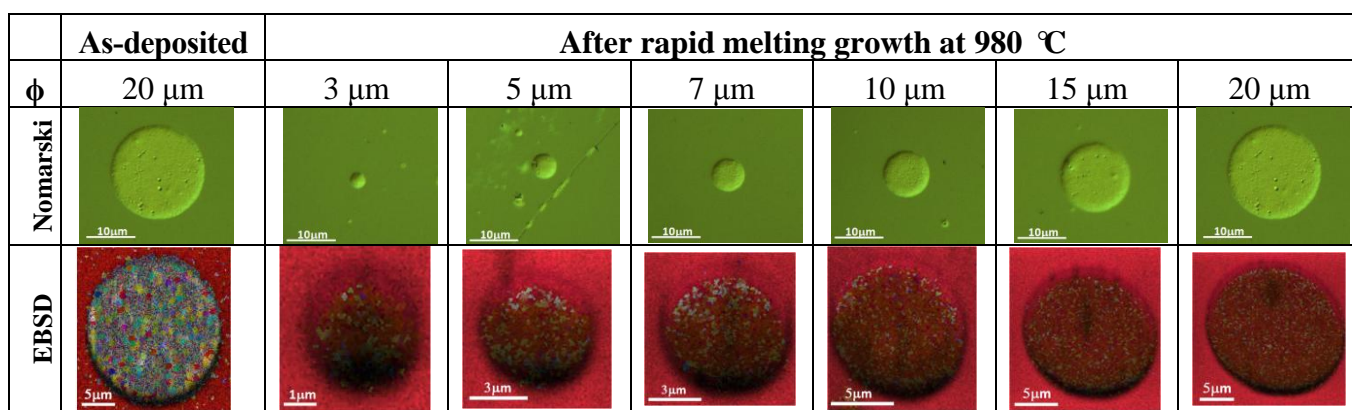 As-deposited After rapid melting growth at 980 ℃
ϕ 20 μm 3 μm 5 μm 7 μm 10 μm 15 μm 20 μm
Nomarski
10μm 10μm 10μm 10μm 10μm 10μm 10μm
EBSD
5μm 1μm 3μm 3μm 5μm 5μm 5μm